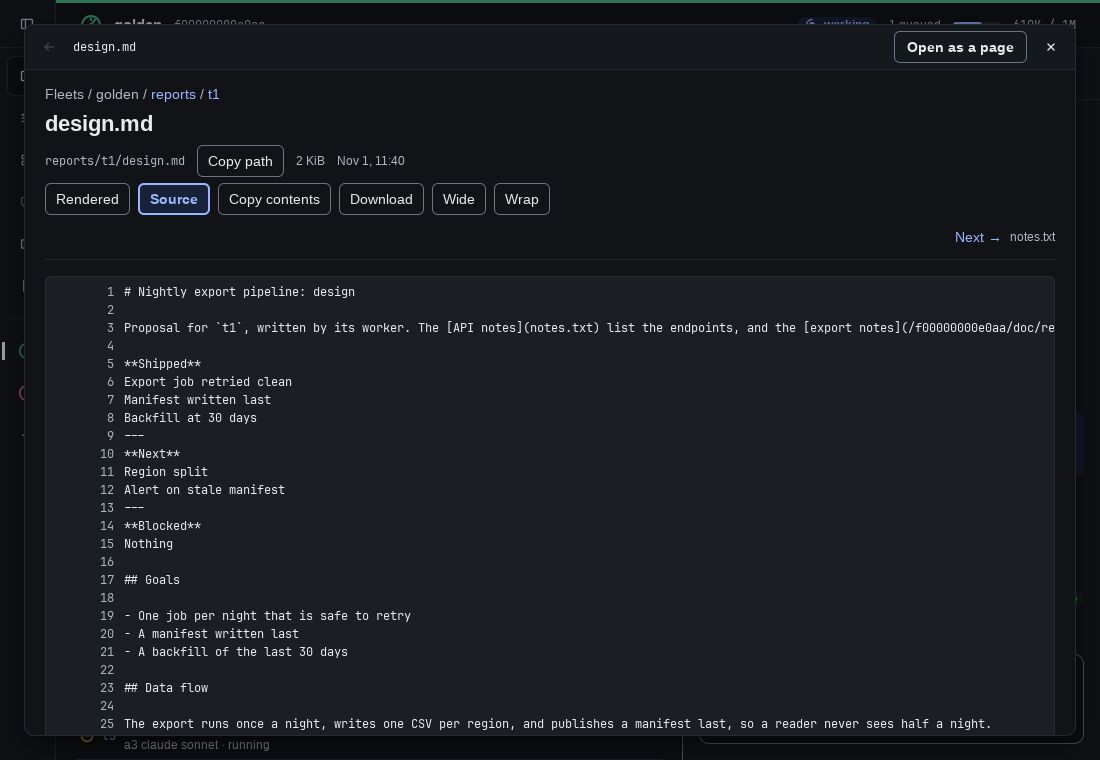 golden f00000000e0aa working 1 queued
design.md Open as a page ×
Fleets / golden / reports / t1
design.md
reports/t1/design.md Copy path 2 KiB Nov 1, 11:40
Rendered Source Copy contents Download Wide Wrap
Next → notes.txt
1 # Nightly export pipeline: design
2
3 Proposal for `t1`, written by its worker. The [API notes](notes.txt) list the endpoints, and the [export notes](/f00000000e0aa/doc/re
4
5 **Shipped**
6 Export job retried clean
7 Manifest written last
8 Backfill at 30 days
9 ---
10 **Next**
11 Region split
12 Alert on stale manifest
13 ---
14 **Blocked**
15 Nothing
16
17 ## Goals
18
19 - One job per night that is safe to retry
20 - A manifest written last
21 - A backfill of the last 30 days
22
23 ## Data flow
24
25 The export runs once a night, writes one CSV per region, and publishes a manifest last, so a reader never sees half a night.
a3 claude sonnet · running